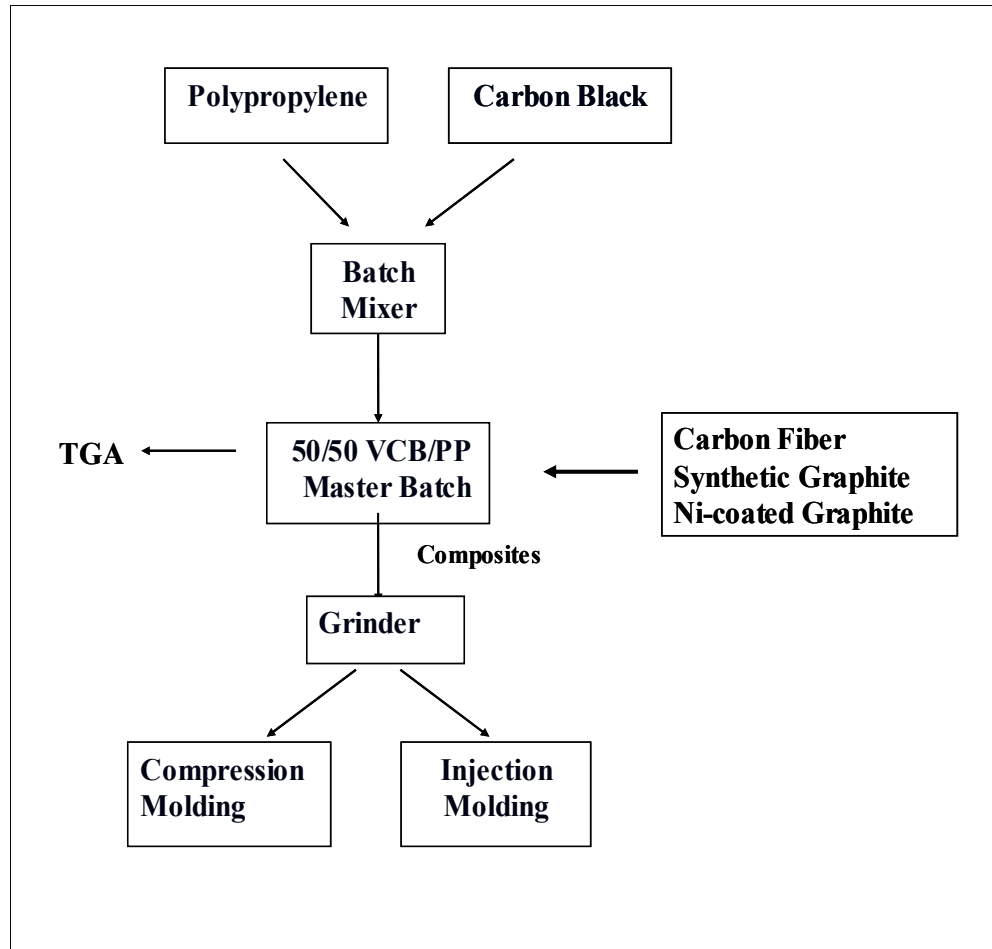 Polypropylene
Carbon Black
Batch
Mixer
50/50 VCB/PP
Master Batch
TGA
Carbon Fiber
Synthetic Graphite
Ni-coated Graphite
Composites
Grinder
Compression
Molding
Injection
Molding